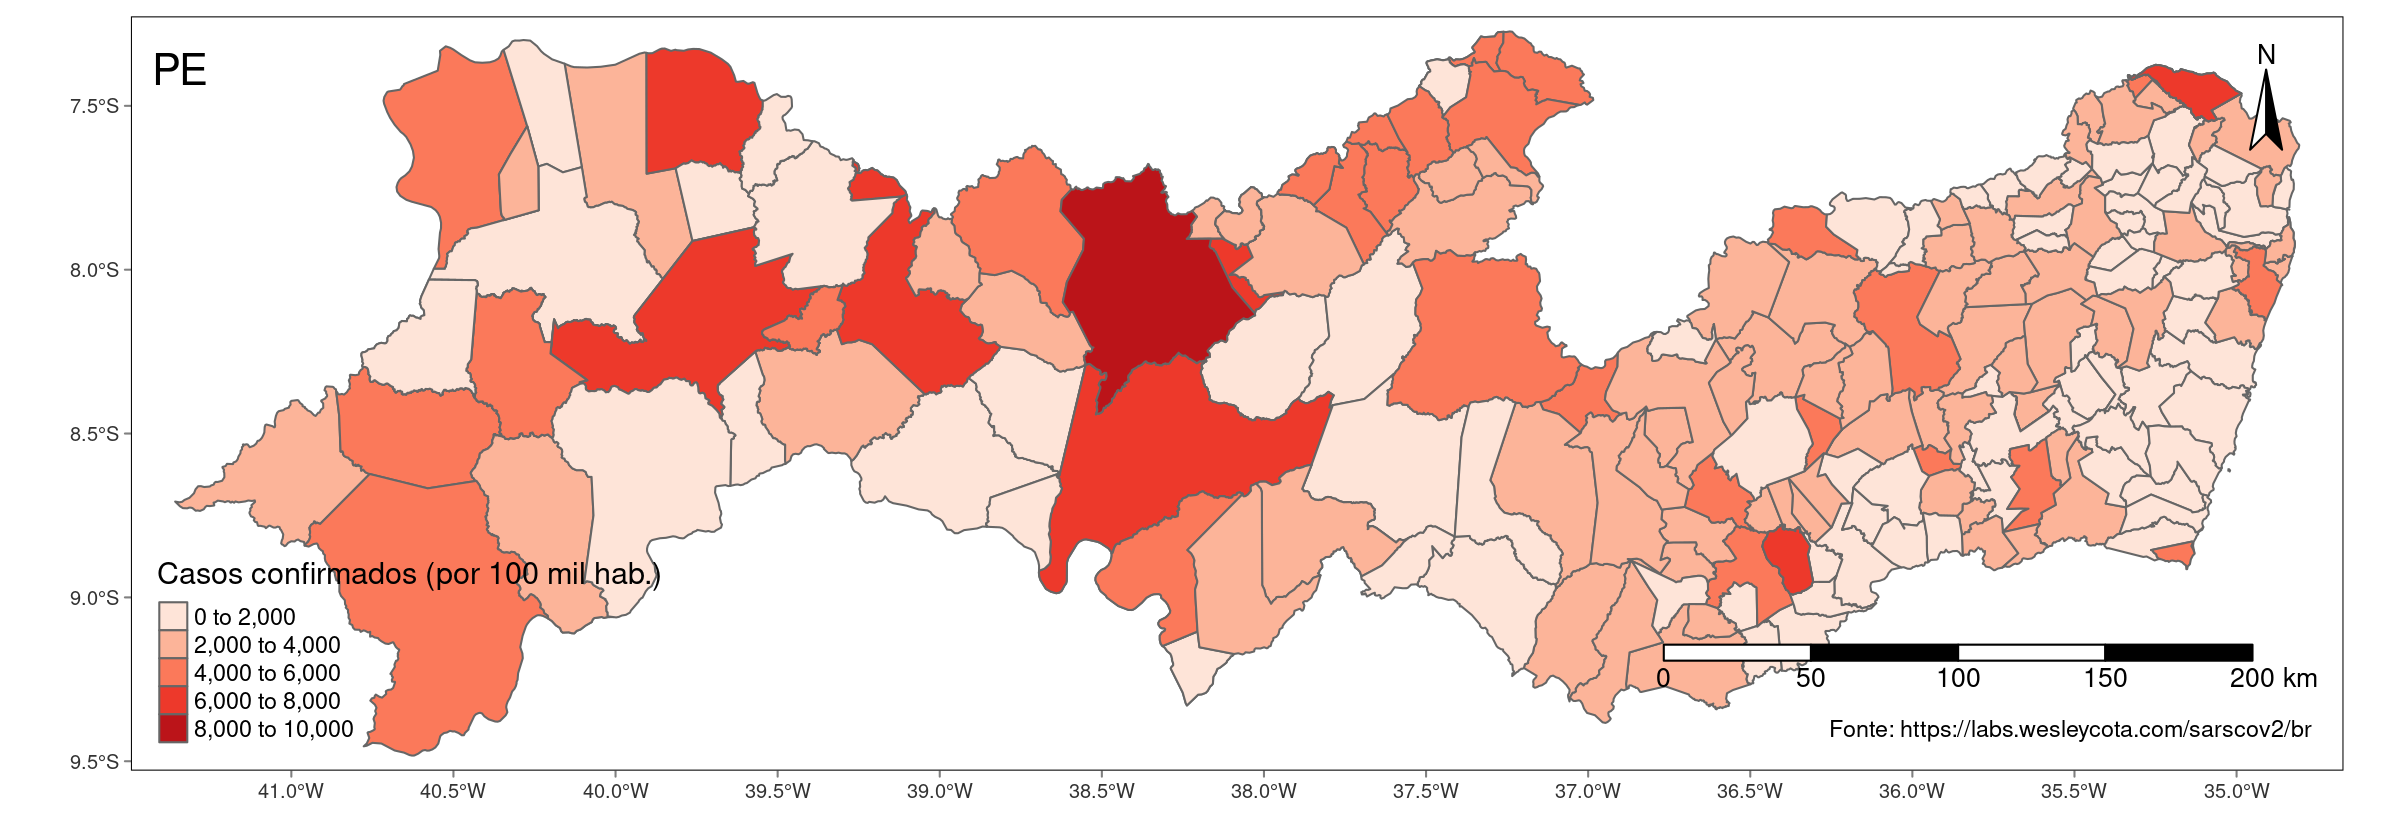 PE
N
7.5°S
8.0°S
8.5°S
9.0°S
9.5°S
Casos confirmados (por 100 mil hab.)
0 to 2,000
2,000 to 4,000
4,000 to 6,000
6,000 to 8,000
8,000 to 10,000
0 50 100 150 200 km
Fonte: https://labs.wesleycota.com/sarscov2/br
41.0°W 40.5°W 40.0°W 39.5°W 39.0°W 38.5°W 38.0°W 37.5°W 37.0°W 36.5°W 36.0°W 35.5°W 35.0°W